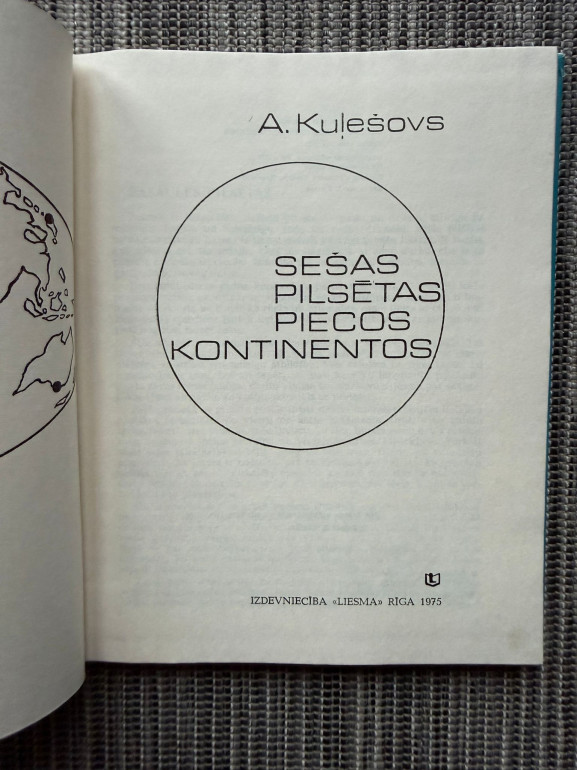 A. Kuļešovs
SEŠAS
PILSĒTAS
PIECOS
KONTINENTOS
IZDEVNIECĪBA «LIESMA» RĪGA 1975